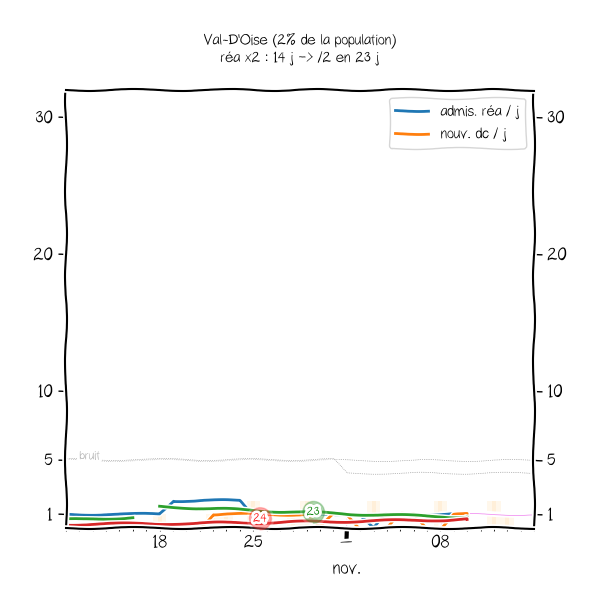 Val-D'Oise (2% de la population)
réa x2 : 14 j -> /2 en 23 j
admis. réa / j
nouv. dc / j
30
30
20
20
10
10
5
bruit
5
1
24
23
1
18
25
1
08
nov.